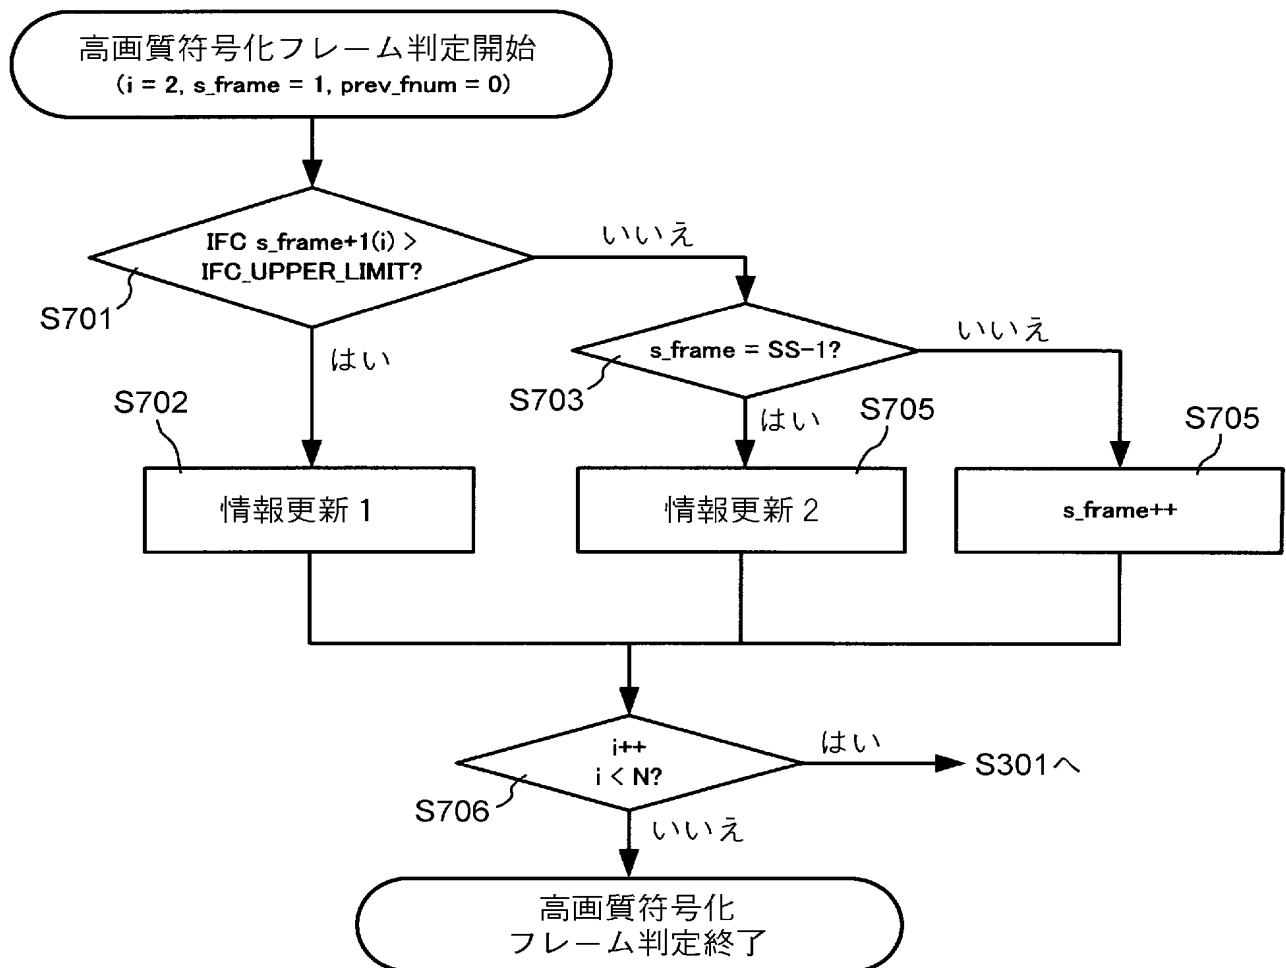 高画質符号化フレーム判定開始
(i = 2, s_frame = 1, prev_fnum = 0)
IFC s_frame+1(i) >
IFC_UPPER_LIMIT?
いいえ
S701
はい
s_frame = SS-1?
いいえ
S703
はい
S702
S705
S705
情報更新 1
情報更新 2
s_frame++
i++
i < N?
はい
S301へ
S706
いいえ
高画質符号化
フレーム判定終了